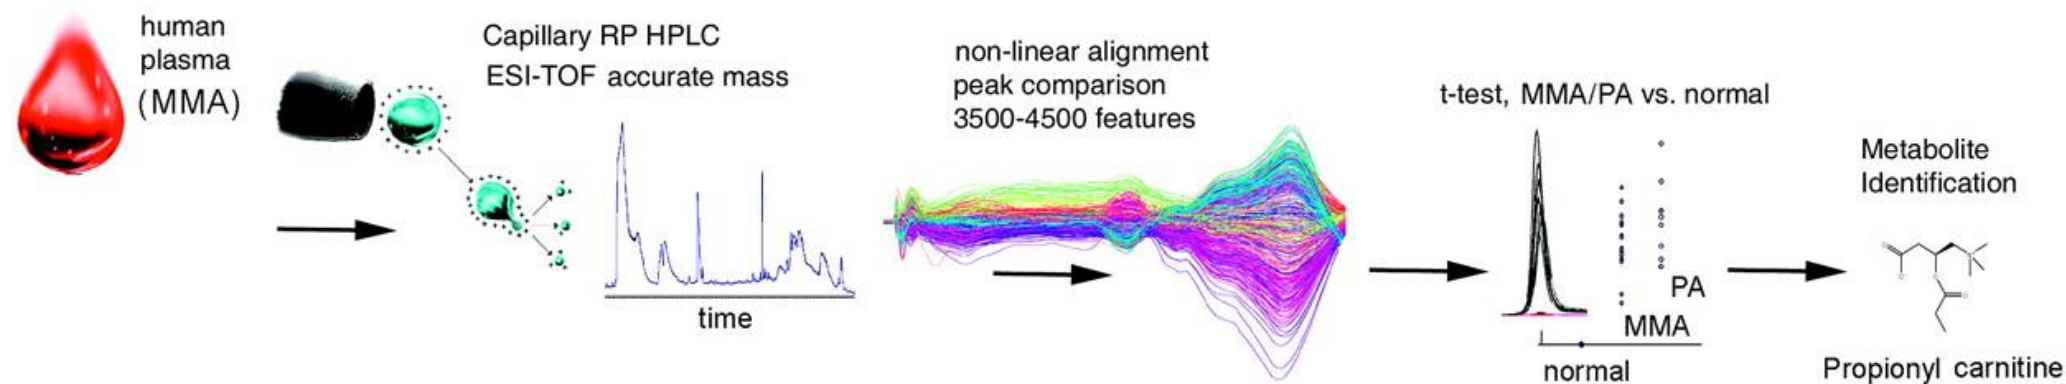 human
plasma
(MMA)
Capillary RP HPLC
ESI-TOF accurate mass
time
non-linear alignment
peak comparison
3500-4500 features
t-test, MMA/PA vs. normal
PA
MMA
normal
Metabolite
Identification
Propionyl carnitine